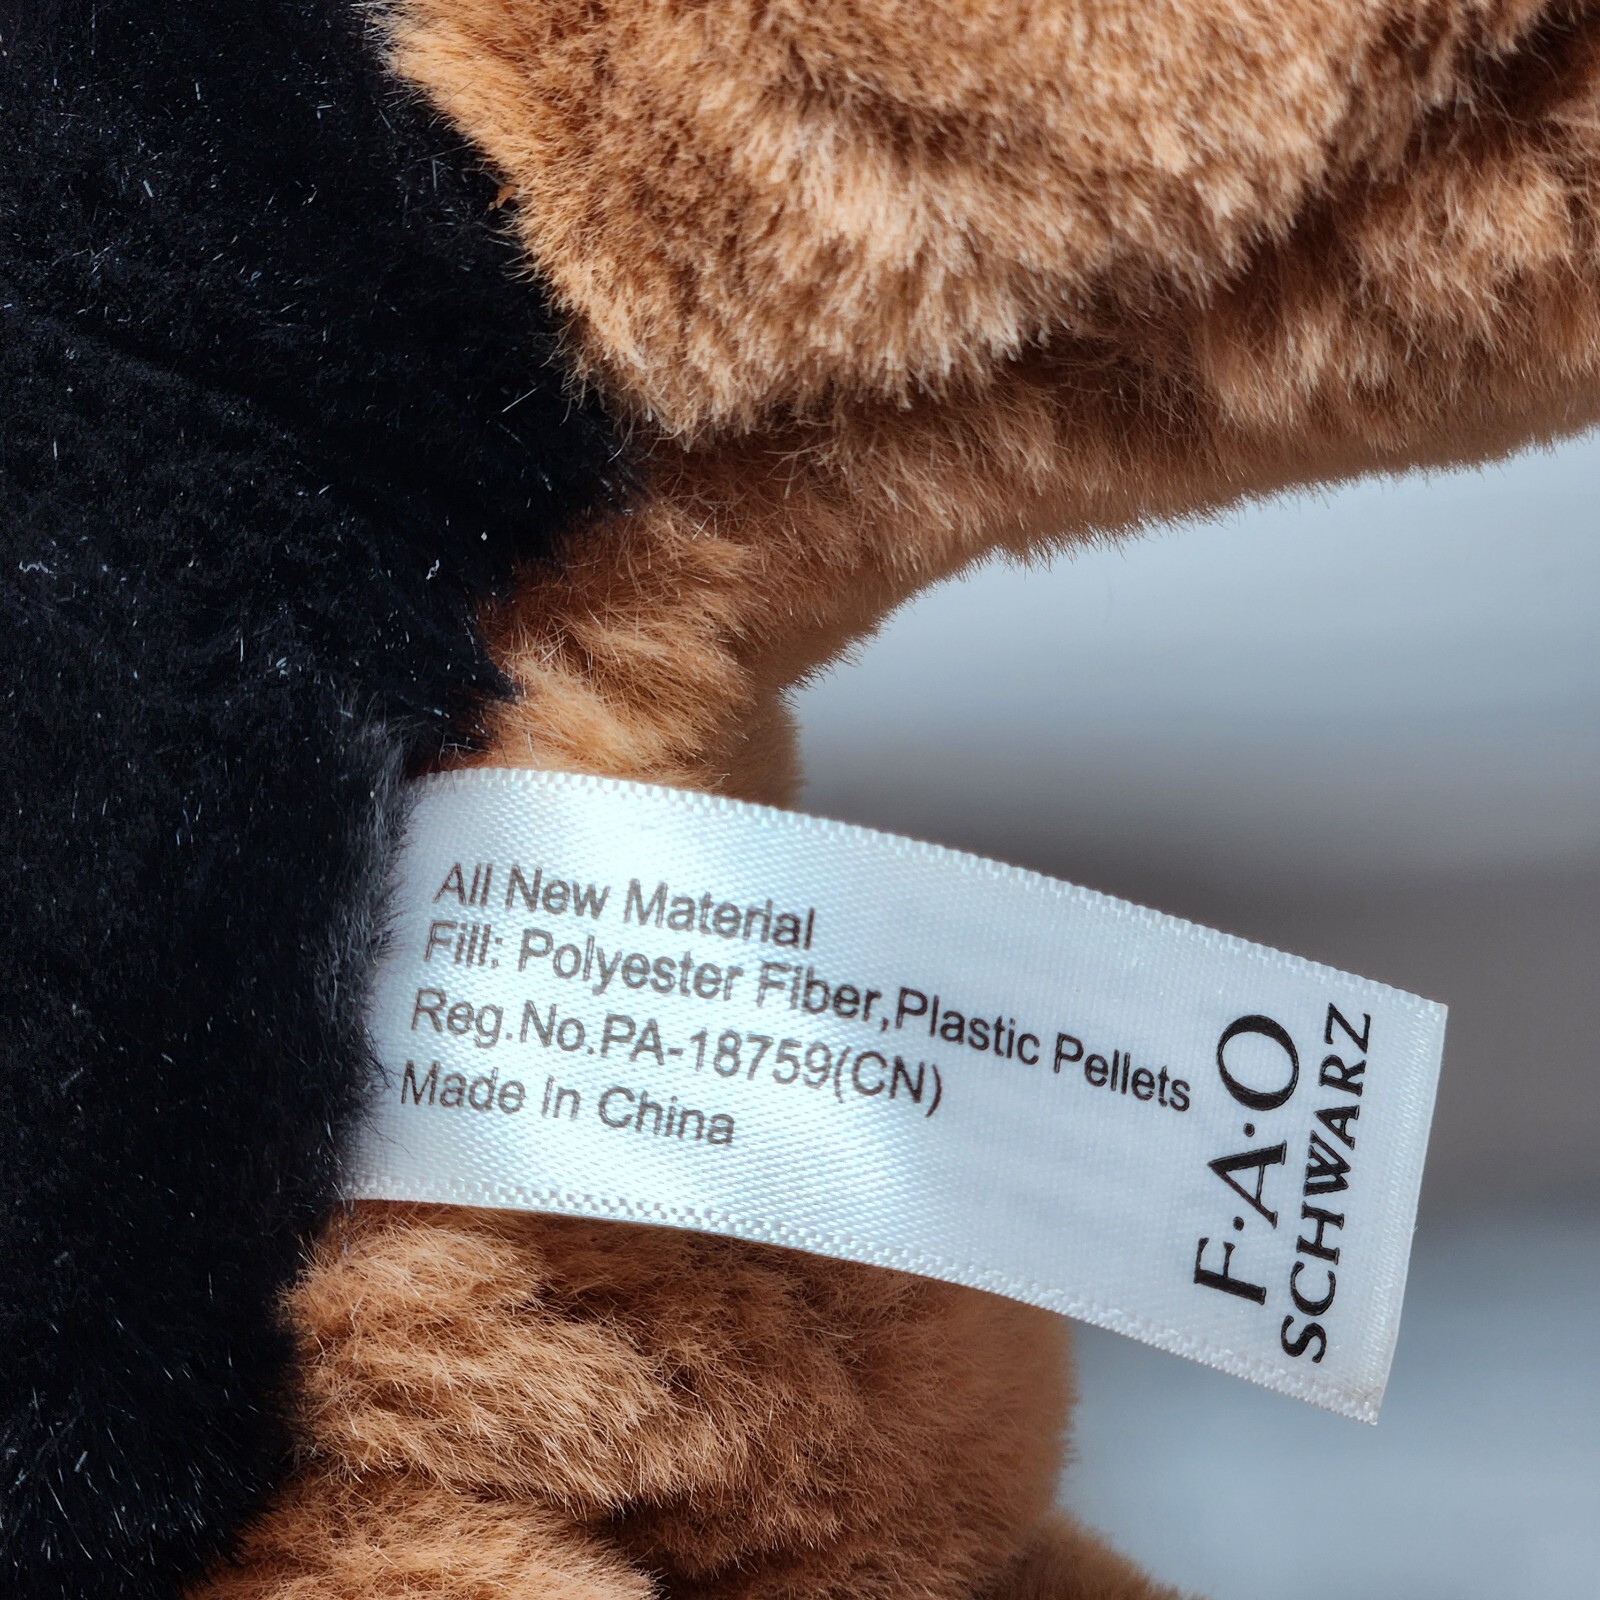 All New Material
Fill: Polyester Fiber,Plastic Pellets
Reg.No.PA-18759(CN)
Made In China
F·A·O
SCHWARZ